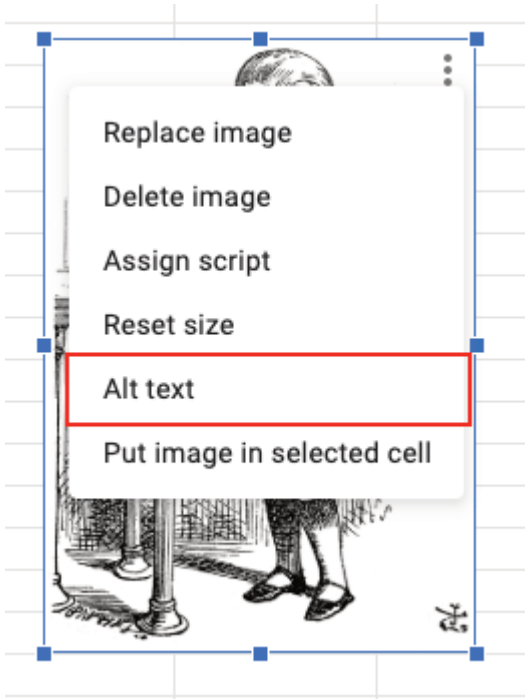 Replace image
Delete image
Assign script
Reset size
Alt text
Put image in selected cell